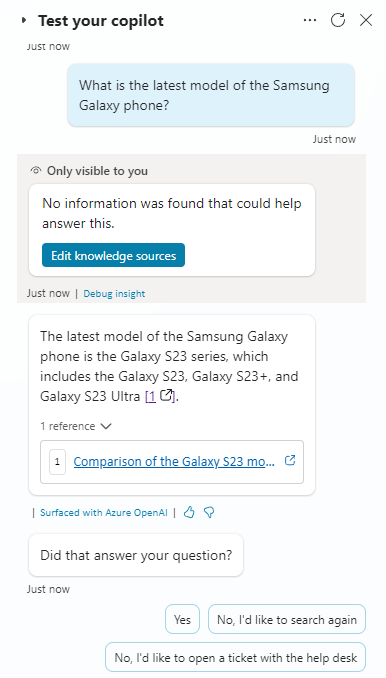 Test your copilot
Just now
What is the latest model of the Samsung
Galaxy phone?
Just now
Only visible to you
No information was found that could help
answer this.
Edit knowledge sources
Just now | Debug insight
The latest model of the Samsung Galaxy
phone is the Galaxy S23 series, which
includes the Galaxy S23, Galaxy S23+, and
Galaxy S23 Ultra [1].
1 reference
1 Comparison of the Galaxy S23 mo...
| Surfaced with Azure OpenAI |
Did that answer your question?
Just now
Yes
No, I'd like to search again
No, I'd like to open a ticket with the help desk